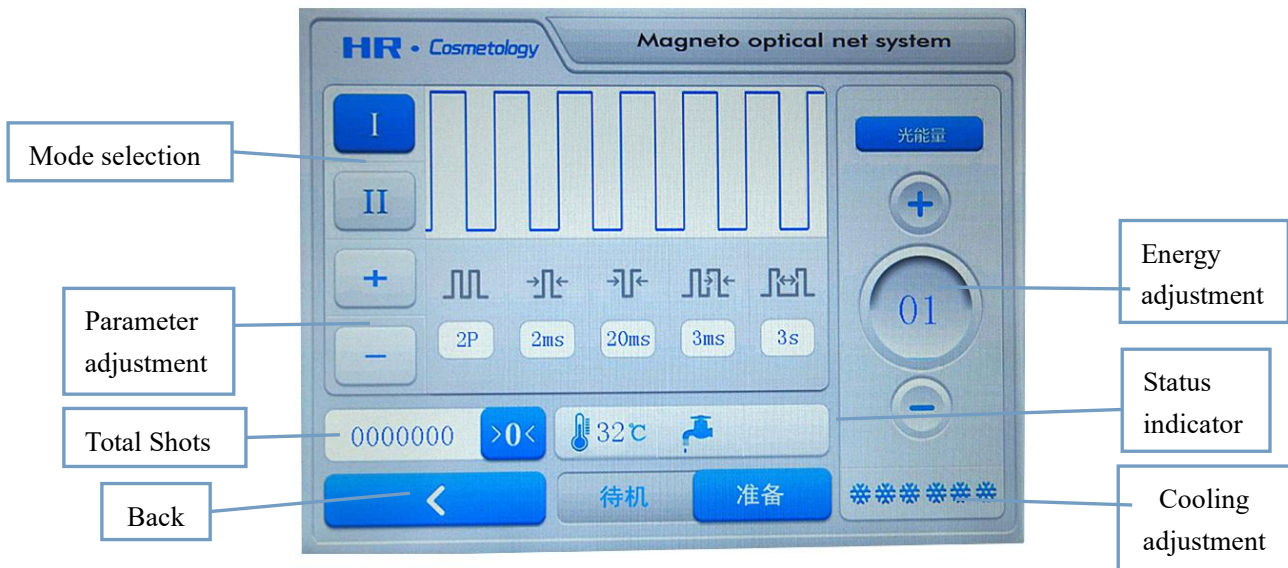 HR • Cosmetology
Magneto optical net system
I
II
+
−
2P
2ms
20ms
3ms
3s
0000000
>0<
32℃
<
待机
准备
光能量
+
01
−
Mode selection
Parameter
adjustment
Total Shots
Back
Energy
adjustment
Status
indicator
Cooling
adjustment